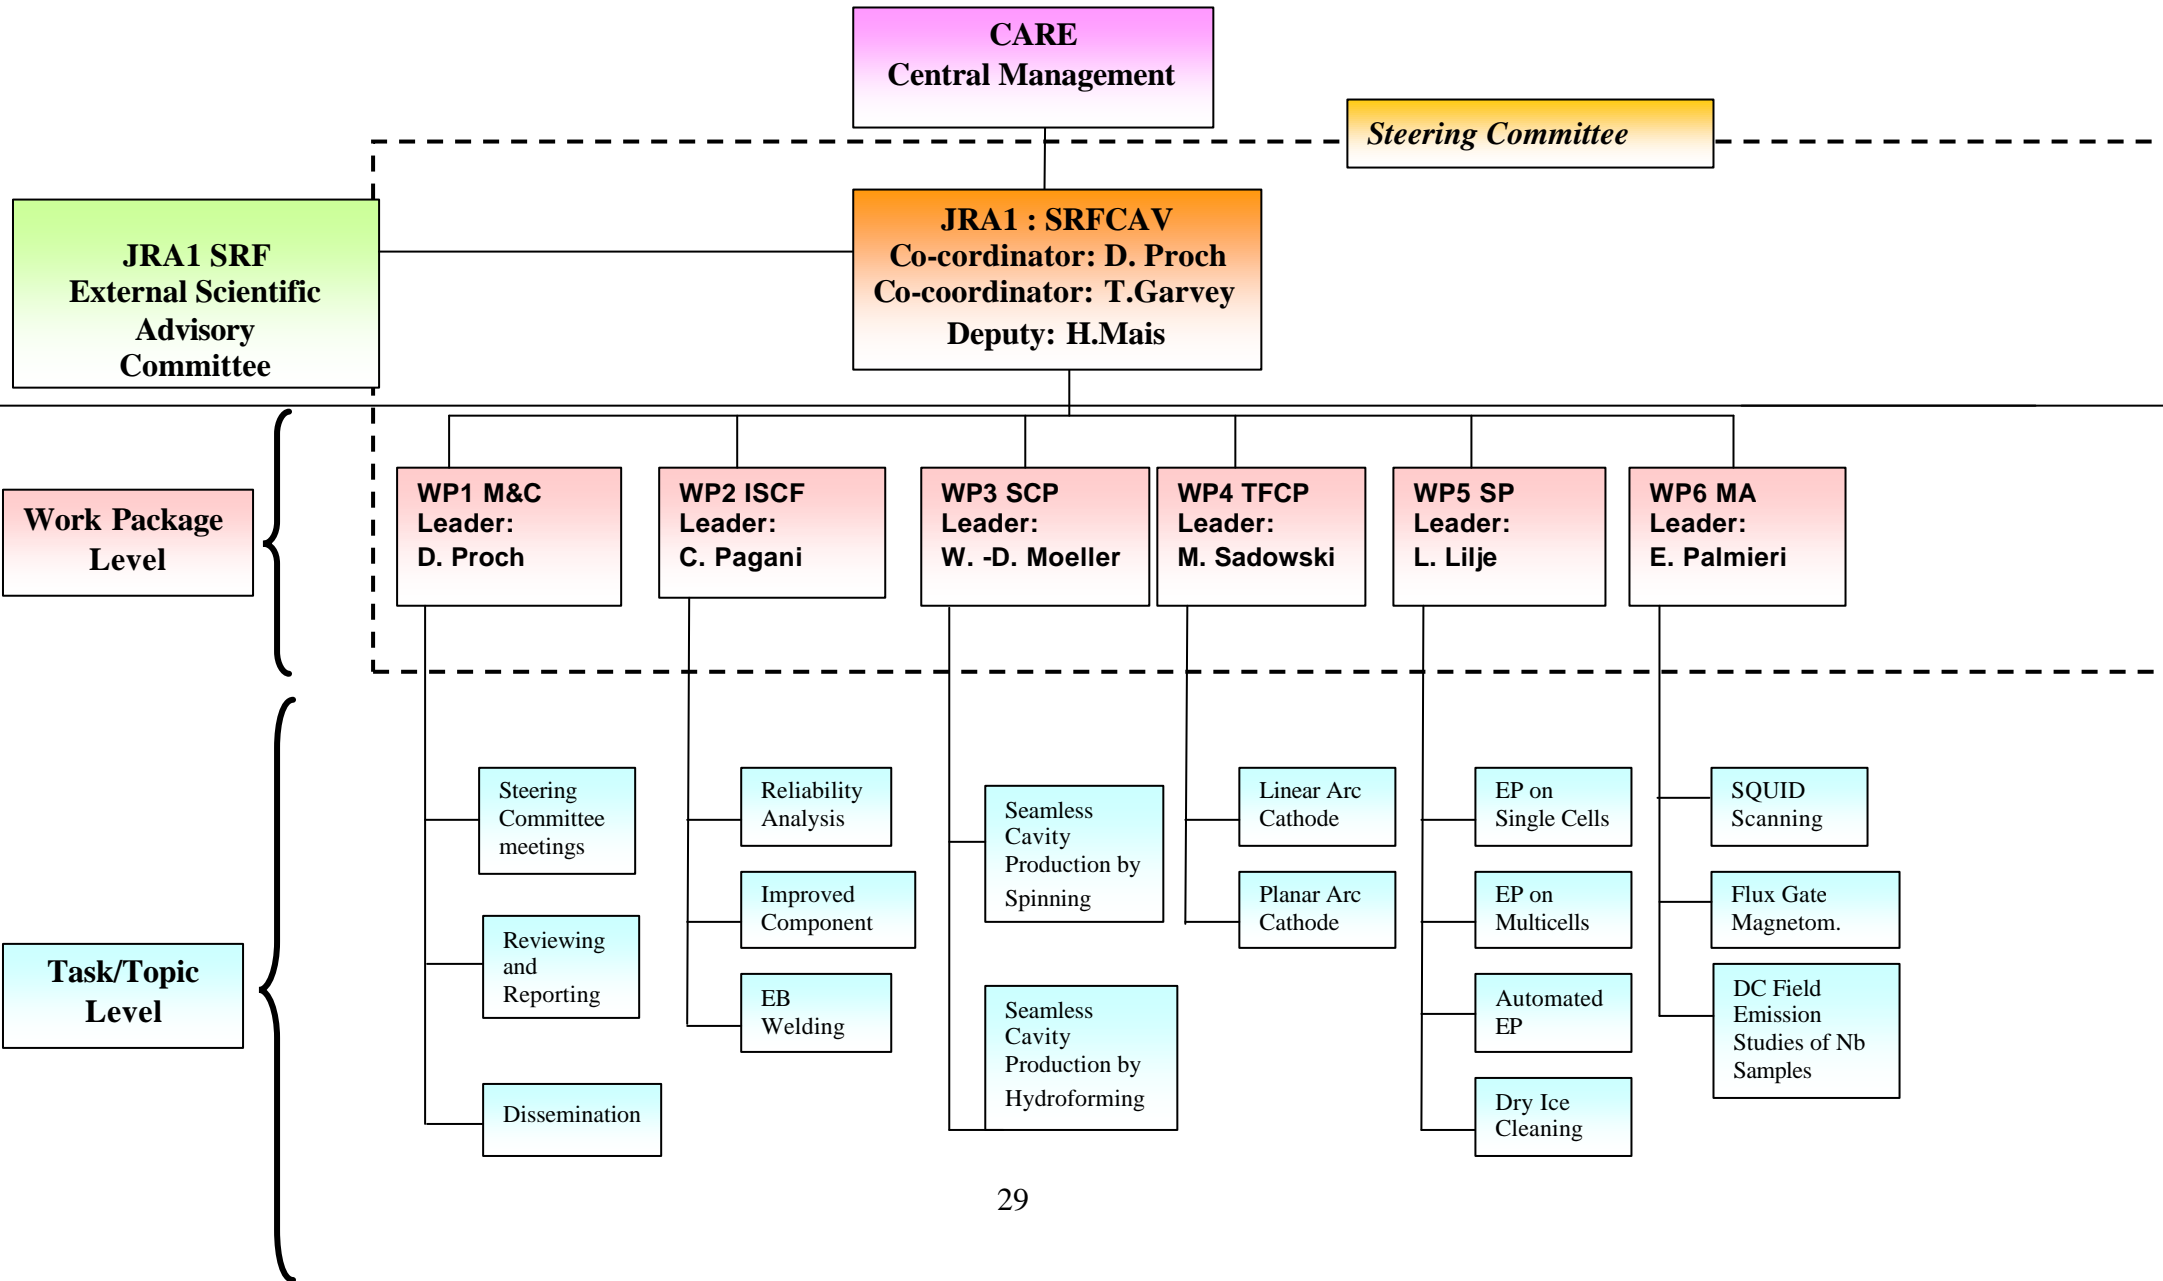 CARE
Central Management
Steering Committee
JRA1 SRF
External Scientific
Advisory
Committee
JRA1 : SRFCAV
Co-cordinator: D. Proch
Co-coordinator: T.Garvey
Deputy: H.Mais
Work Package
Level
WP1 M&C
Leader:
D. Proch
WP2 ISCF
Leader:
C. Pagani
WP3 SCP
Leader:
W. -D. Moeller
WP4 TFCP
Leader:
M. Sadowski
WP5 SP
Leader:
L. Lilje
WP6 MA
Leader:
E. Palmieri
Task/Topic
Level
Steering
Committee
meetings
Reviewing
and
Reporting
Dissemination
Reliability
Analysis
Improved
Component
EB
Welding
Seamless
Cavity
Production by
Spinning
Seamless
Cavity
Production by
Hydroforming
Linear Arc
Cathode
Planar Arc
Cathode
EP on
Single Cells
EP on
Multicells
Automated
EP
Dry Ice
Cleaning
SQUID
Scanning
Flux Gate
Magnetom.
DC Field
Emission
Studies of Nb
Samples
29